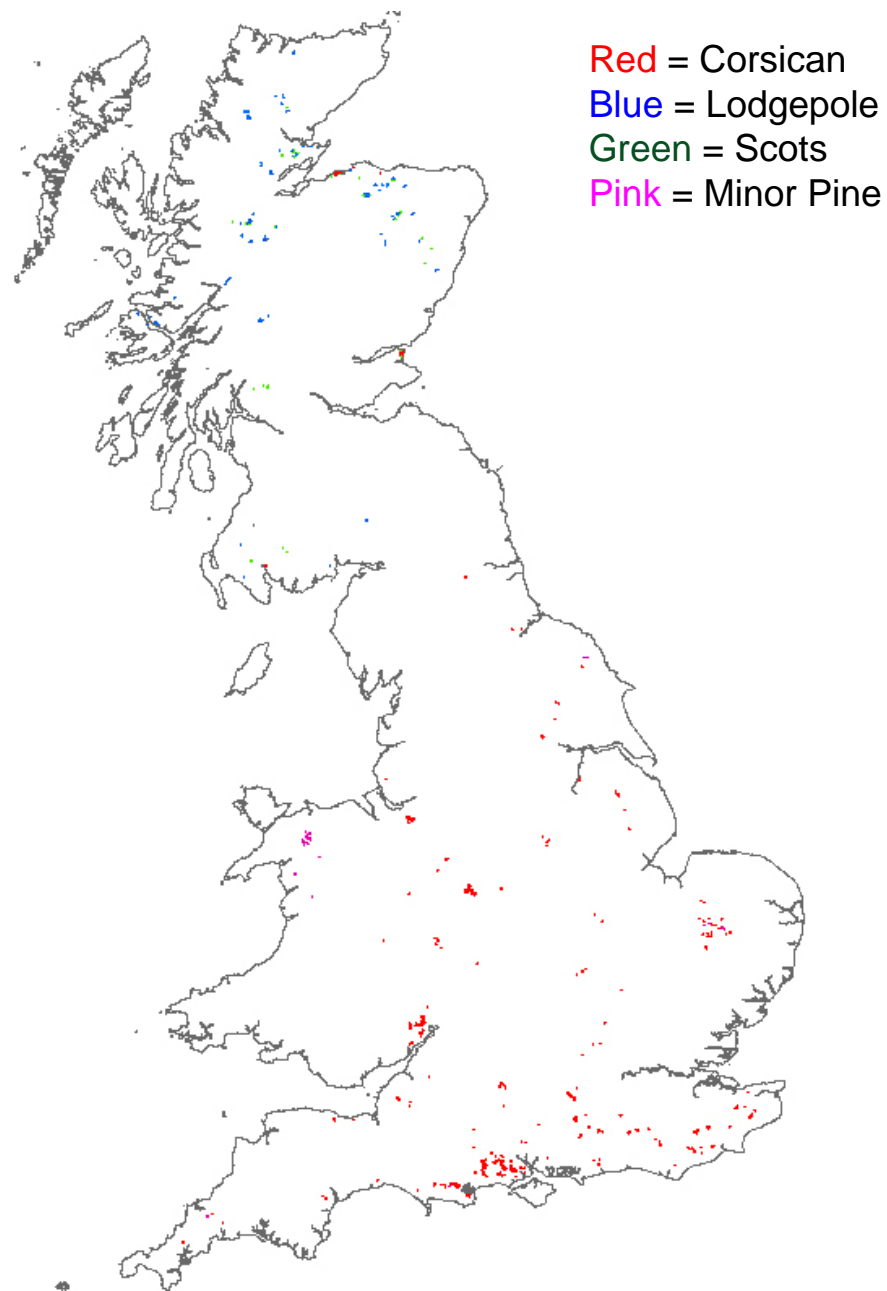 Red = Corsican
Blue = Lodgepole
Green = Scots
Pink = Minor Pine